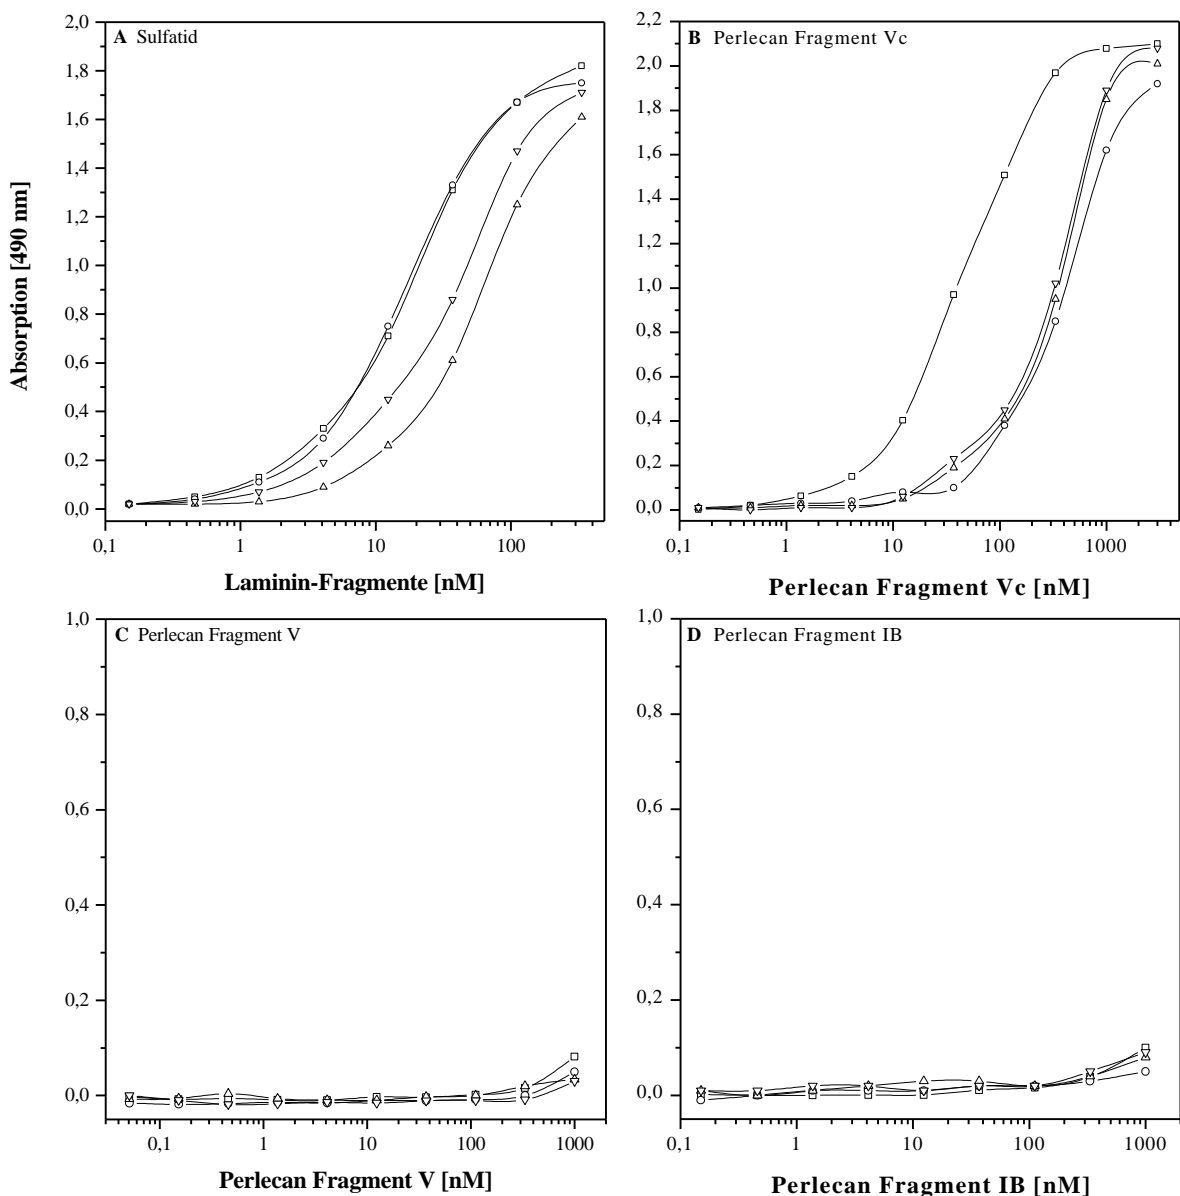 Absorption [490 nm]
A Sulfatid
2,0
1,8
1,6
1,4
1,2
1,0
0,8
0,6
0,4
0,2
0,0
0,1 1 10 100
Laminin-Fragmente [nM]
B Perlecan Fragment Vc
2,2
2,0
1,8
1,6
1,4
1,2
1,0
0,8
0,6
0,4
0,2
0,0
0,1 1 10 100 1000
Perlecan Fragment Vc [nM]
C Perlecan Fragment V
1,0
0,8
0,6
0,4
0,2
0,0
0,1 1 10 100 1000
Perlecan Fragment V [nM]
D Perlecan Fragment IB
1,0
0,8
0,6
0,4
0,2
0,0
0,1 1 10 100 1000
Perlecan Fragment IB [nM]